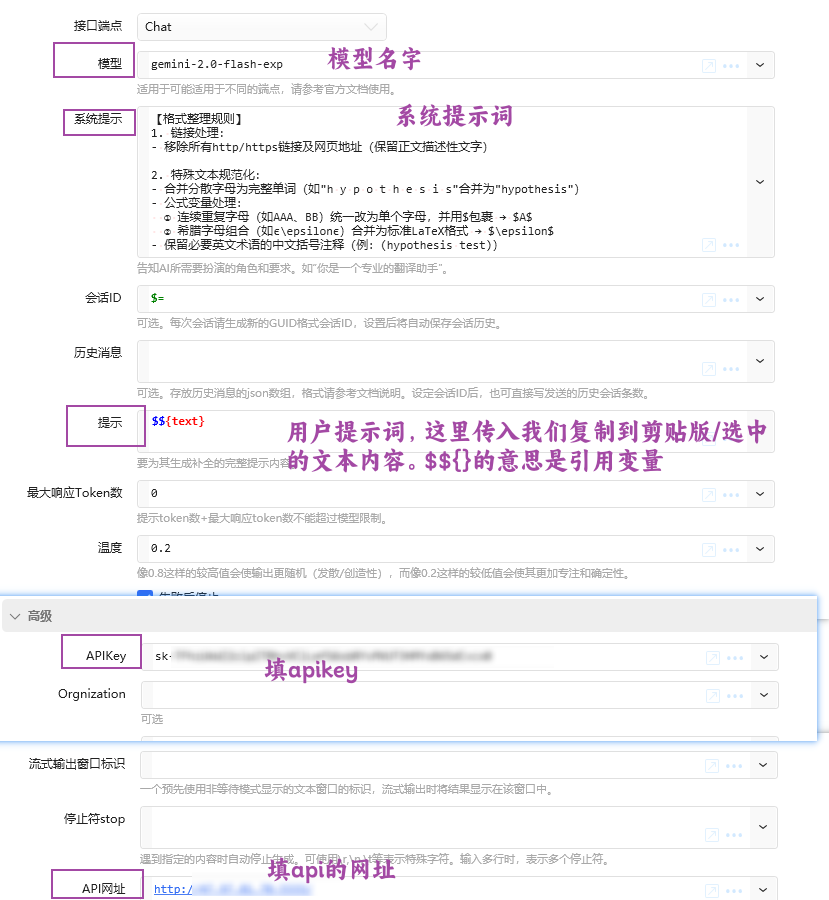 接口端点 Chat
模型 gemini-2.0-flash-exp 模型名字
适用于可能适用于不同的端点，请参考官方文档使用。
系统提示 【格式整理规则】 系统提示词
1. 链接处理:
- 移除所有http/https链接及网页地址（保留正文描述性文字）
2. 特殊文本规范化:
- 合并分散字母为完整单词（如"h y p o t h e s i s"合并为"hypothesis"）
- 公式变量处理:
① 连续重复字母（如AAA、BB）统一改为单个字母，并用$包裹 → $A$
② 希腊字母组合（如ϵ\epsilonϵ）合并为标准LaTeX格式 → $\epsilon$
- 保留必要英文术语的中文括号注释（例: (hypothesis test)）
告知AI所需要扮演的角色和要求。如"你是一个专业的翻译助手"。
会话ID $=
可选。每次会话请生成新的GUID格式会话ID，设置后将自动保存会话历史。
历史消息
可选。存放历史消息的json数组，格式请参考文档说明。设定会话ID后，也可直接写发送的历史会话条数。
提示 $${text}
用户提示词，这里传入我们复制到剪贴版/选中
的文本内容。$${}的意思是引用变量
要为其生成补全的完整提示内容
最大响应Token数 0
提示token数+最大响应token数不能超过模型限制。
温度 0.2
像0.8这样的较高值会使输出更随机（发散/创造性），而像0.2这样的较低值会使其更加专注和确定性。
失败后停止
高级
APIKey sk- 填apikey
Orgnization
可选
流式输出窗口标识
一个预先使用非等待模式显示的文本窗口的标识，流式输出时将结果显示在该窗口中。
停止符stop
遇到指定的内容时自动停止生成。可使用\r,\n,\t等表示特殊字符。输入多行时，表示多个停止符。
填api的网址
API网址 http:/